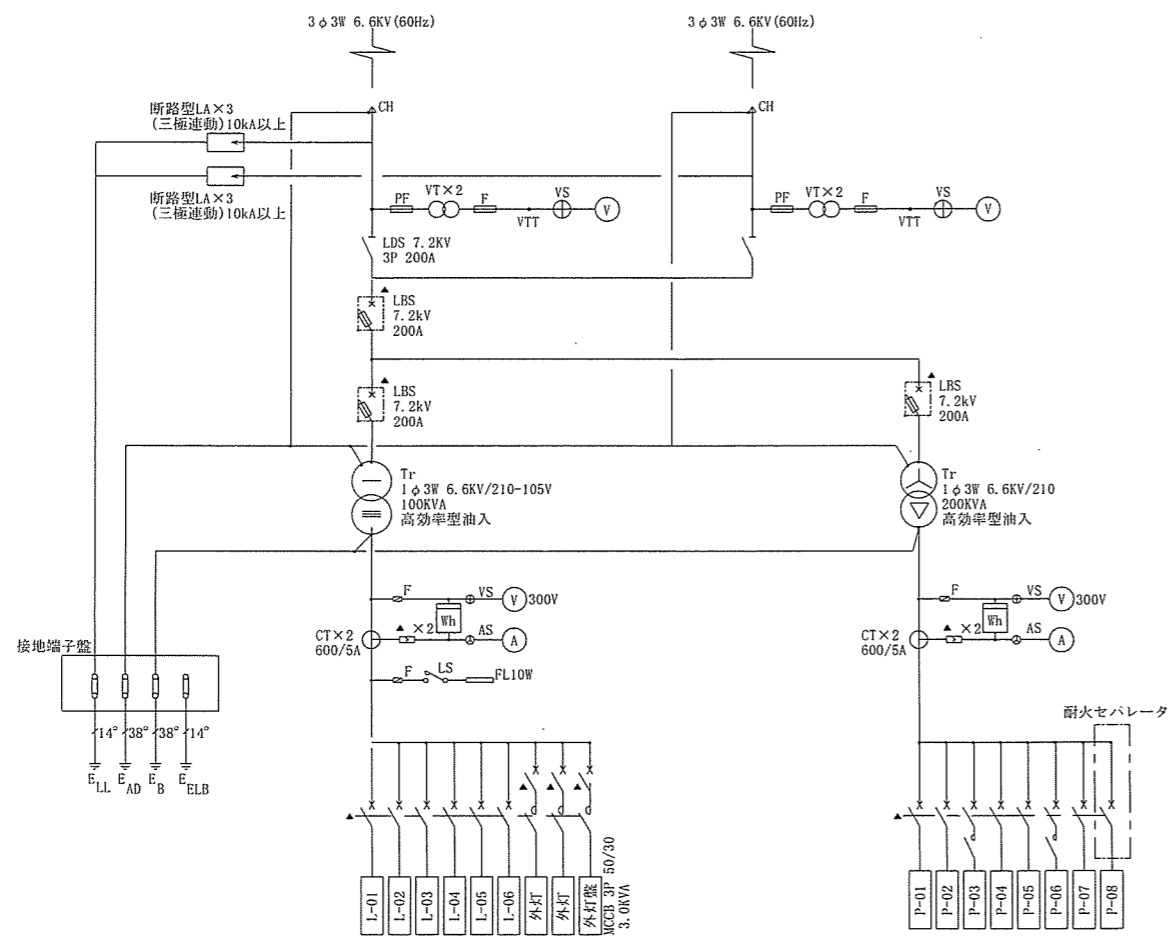 3φ3W 6.6KV(60Hz)
3φ3W 6.6KV(60Hz)
CH
CH
断路型LA×3
(三極連動)10kA以上
断路型LA×3
(三極連動)10kA以上
PF
VT×2
F
VTT
VS
V
PF
VT×2
F
VTT
VS
V
LDS 7.2KV
3P 200A
LBS
7.2kV
200A
LBS
7.2kV
200A
LBS
7.2kV
200A
Tr
1φ3W 6.6KV/210-105V
100KVA
高効率型油入
Tr
1φ3W 6.6KV/210
200KVA
高効率型油入
F
VS
V
300V
Wh
CT×2
600/5A
×2
AS
A
F
LS
FL10W
F
VS
V
300V
Wh
CT×2
600/5A
×2
AS
A
接地端子盤
14°
38°
38°
14°
ELL
EAD
EB
EELB
耐火セパレータ
L-01
L-02
L-03
L-04
L-05
L-06
外灯
外灯
外灯盤
MCCB 3P 50/30
3.0KVA
P-01
P-02
P-03
P-04
P-05
P-06
P-07
P-08